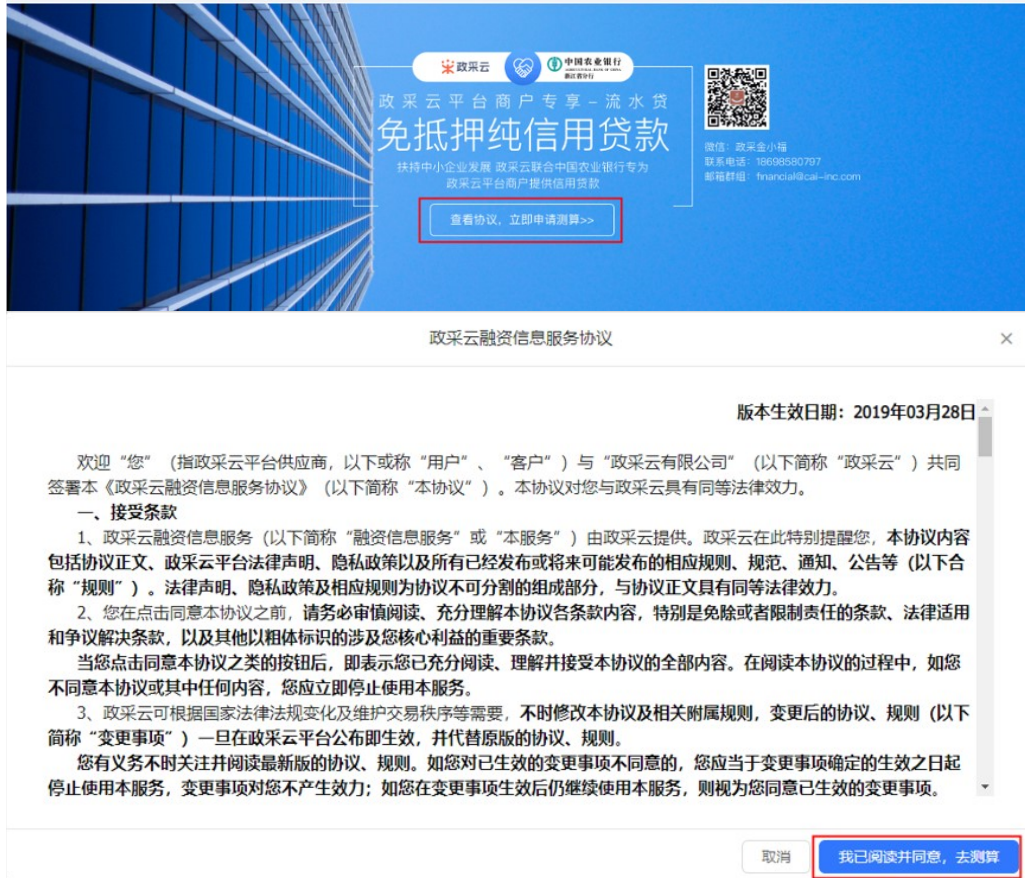 政采云
中国农业银行
AGRICULTURAL BANK OF CHINA
浙江省分行
政采云平台商户专享-流水贷
免抵押纯信用贷款
扶持中小企业发展 政采云联合中国农业银行专为
政采云平台商户提供信用贷款
查看协议，立即申请测算>>
微信：政采金小福
联系电话：18698580797
邮箱群组：financial@cai-inc.com
政采云融资信息服务协议
版本生效日期：2019年03月28日
欢迎“您”（指政采云平台供应商，以下或称“用户”、“客户”）与“政采云有限公司”（以下简称“政采云”）共同
签署本《政采云融资信息服务协议》（以下简称“本协议”）。本协议对您与政采云具有同等法律效力。
一、接受条款
1、政采云融资信息服务（以下简称“融资信息服务”或“本服务”）由政采云提供。政采云在此特别提醒您，本协议内容
包括协议正文、政采云平台法律声明、隐私政策以及所有已经发布或将来可能发布的相应规则、规范、通知、公告等（以下合
称“规则”）。法律声明、隐私政策及相应规则为协议不可分割的组成部分，与协议正文具有同等法律效力。
2、您在点击同意本协议之前，请务必审慎阅读、充分理解本协议各条款内容，特别是免除或者限制责任的条款、法律适用
和争议解决条款，以及其他以粗体标识的涉及您核心利益的重要条款。
当您点击同意本协议之类的按钮后，即表示您已充分阅读、理解并接受本协议的全部内容。在阅读本协议的过程中，如您
不同意本协议或其中任何内容，您应立即停止使用本服务。
3、政采云可根据国家法律法规变化及维护交易秩序等需要，不时修改本协议及相关附属规则，变更后的协议、规则（以下
简称“变更事项”）一旦在政采云平台公布即生效，并代替原版的协议、规则。
您有义务不时关注并阅读最新版的协议、规则。如您对已生效的变更事项不同意的，您应当于变更事项确定的生效之日起
停止使用本服务，变更事项对您不产生效力；如您在变更事项生效后仍继续使用本服务，则视为您同意已生效的变更事项。
取消
我已阅读并同意，去测算